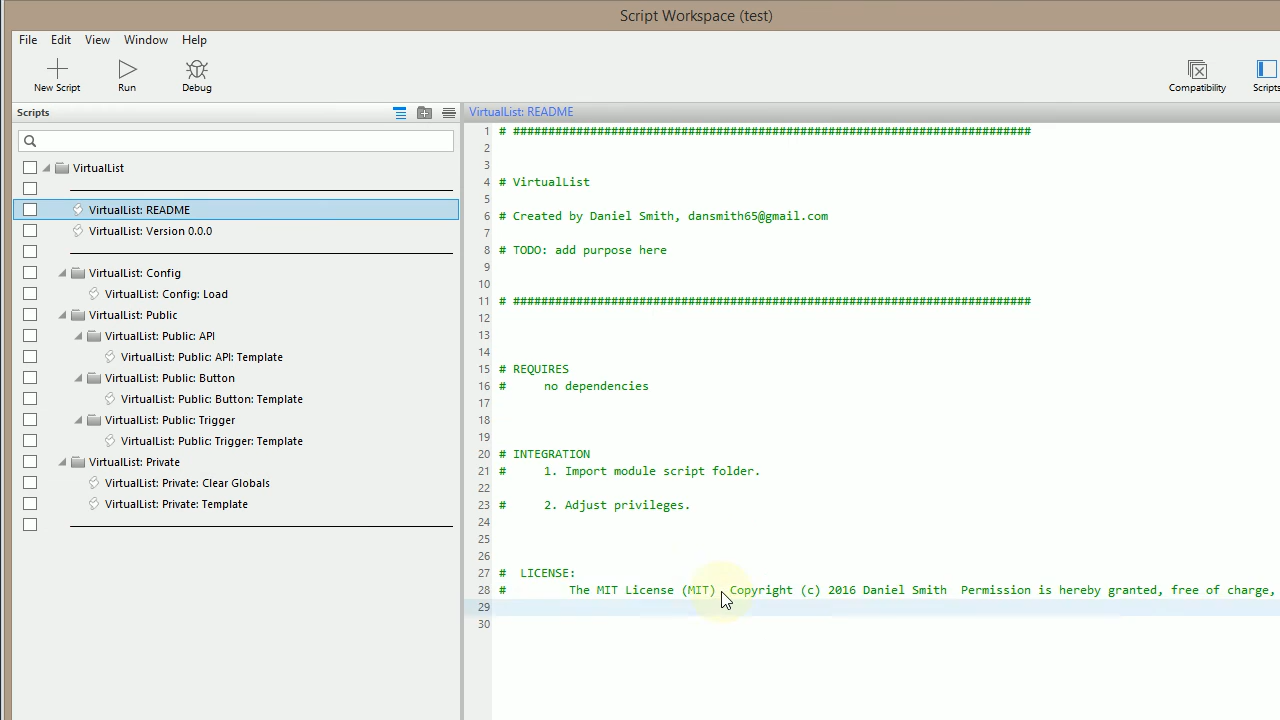 Script Workspace (test)
File Edit View Window Help
New Script Run Debug Compatibility Scripts
Scripts
VirtualList: README
VirtualList
VirtualList: README
VirtualList: Version 0.0.0
VirtualList: Config
VirtualList: Config: Load
VirtualList: Public
VirtualList: Public: API
VirtualList: Public: API: Template
VirtualList: Public: Button
VirtualList: Public: Button: Template
VirtualList: Public: Trigger
VirtualList: Public: Trigger: Template
VirtualList: Private
VirtualList: Private: Clear Globals
VirtualList: Private: Template
1 # ##########################################################################
2
3
4 # VirtualList
5
6 # Created by Daniel Smith, dansmith65@gmail.com
7
8 # TODO: add purpose here
9
10
11 # ##########################################################################
12
13
14
15 # REQUIRES
16 # no dependencies
17
18
19
20 # INTEGRATION
21 # 1. Import module script folder.
22
23 # 2. Adjust privileges.
24
25
26
27 # LICENSE:
28 # The MIT License (MIT) Copyright (c) 2016 Daniel Smith Permission is hereby granted, free of charge,
29
30